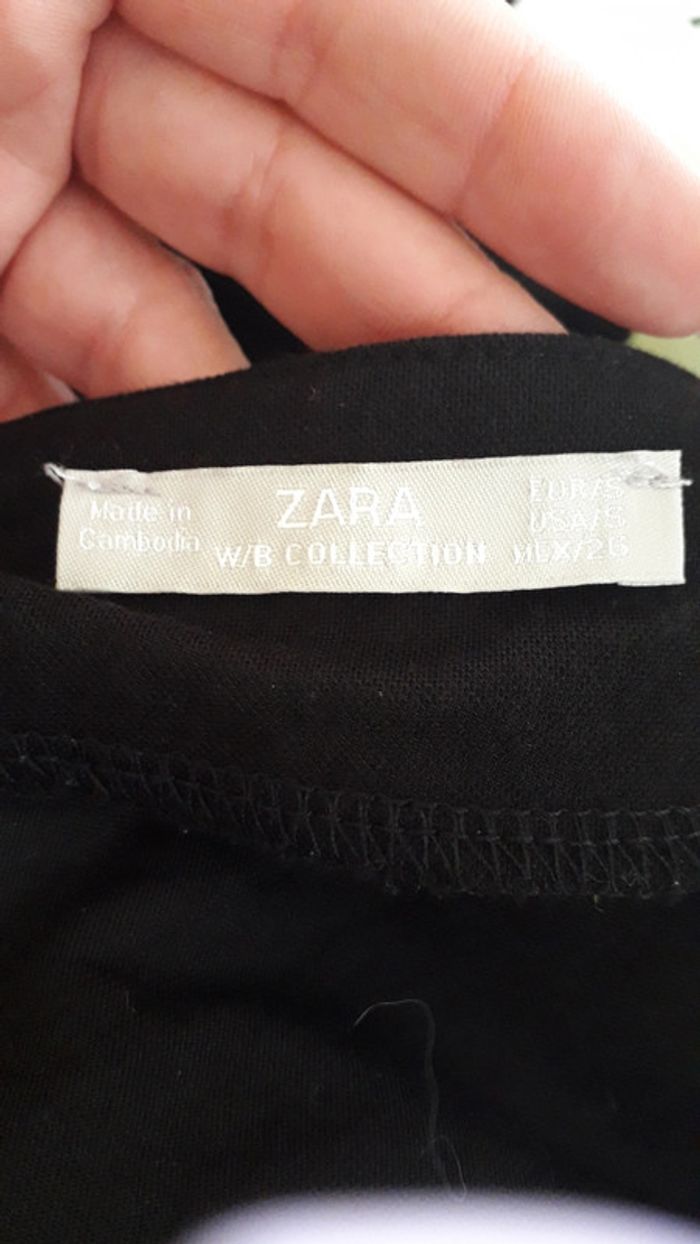 Made in
Cambodia
ZARA
W/B COLLECTION
EUR/S
USA/S
MEX/26